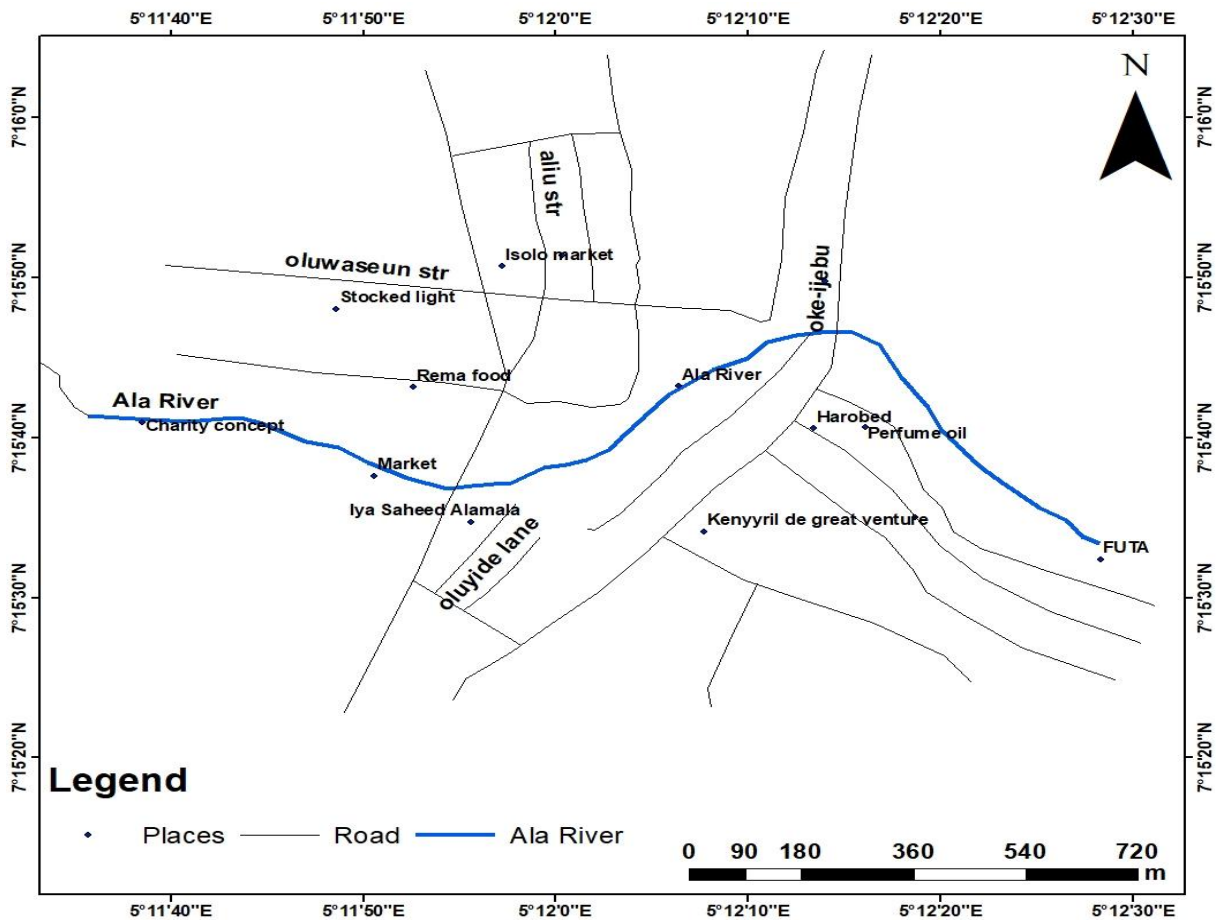 5°11'40"E 5°11'50"E 5°12'0"E 5°12'10"E 5°12'20"E 5°12'30"E
N
7°16'0"N
7°16'0"N
aliu str
Isolo market
oluwaseun str
7°15'50"N
7°15'50"N
Stocked light
oke-ijebu
Rema food
Ala River
Ala River
Charity concept
Harobed
Perfume oil
7°15'40"N
7°15'40"N
Market
Iya Saheed Alamala
Kenyyril de great venture
oluyide lane
FUTA
7°15'30"N
7°15'30"N
7°15'20"N
7°15'20"N
Legend
Places Road Ala River
0 90 180 360 540 720
m
5°11'40"E 5°11'50"E 5°12'0"E 5°12'10"E 5°12'20"E 5°12'30"E